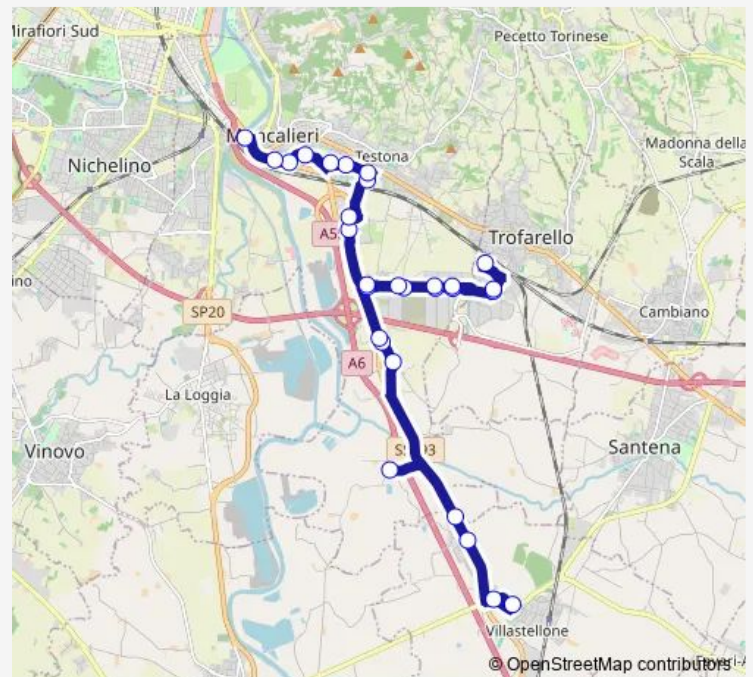 Mirafiori Sud
Pecetto Torinese
Moncalieri
Testona
Madonna della
Scala
Nichelino
A5
Trofarello
SP20
Cambiano
A6
La Loggia
Vinovo
Santena
Villastellone
© OpenStreetMap contributors